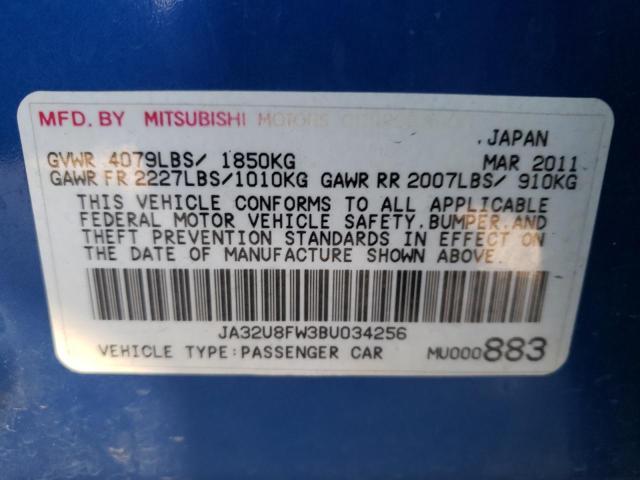 MFD. BY MITSUBISHI MOTORS
JAPAN
GVWR 4079LBS/ 1850KG MAR 2011
GAWR FR 2227LBS/1010KG GAWR RR 2007LBS/ 910KG
THIS VEHICLE CONFORMS TO ALL APPLICABLE
FEDERAL MOTOR VEHICLE SAFETY, BUMPER, AND
THEFT PREVENTION STANDARDS IN EFFECT ON
THE DATE OF MANUFACTURE SHOWN ABOVE.
JA32U8FW3BU034256
VEHICLE TYPE:PASSENGER CAR MU000883